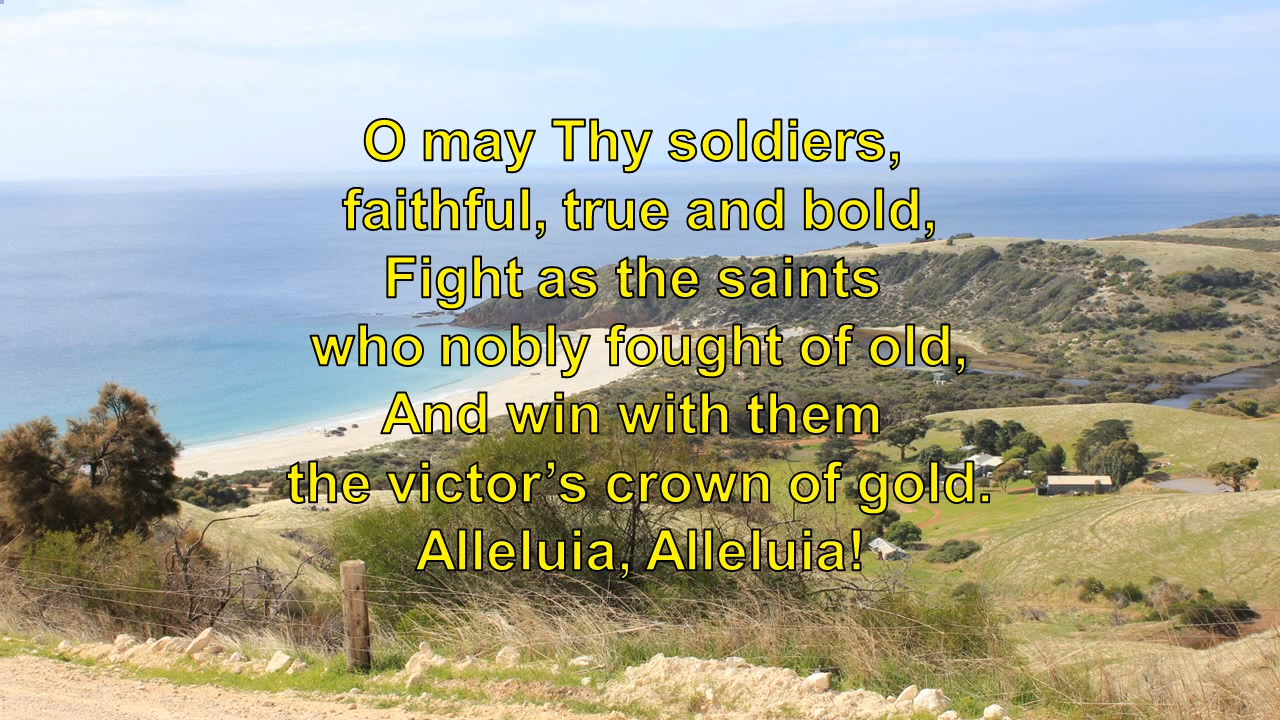 O may Thy soldiers,
faithful, true and bold,
Fight as the saints
who nobly fought of old,
And win with them
the victor’s crown of gold.
Alleluia, Alleluia!